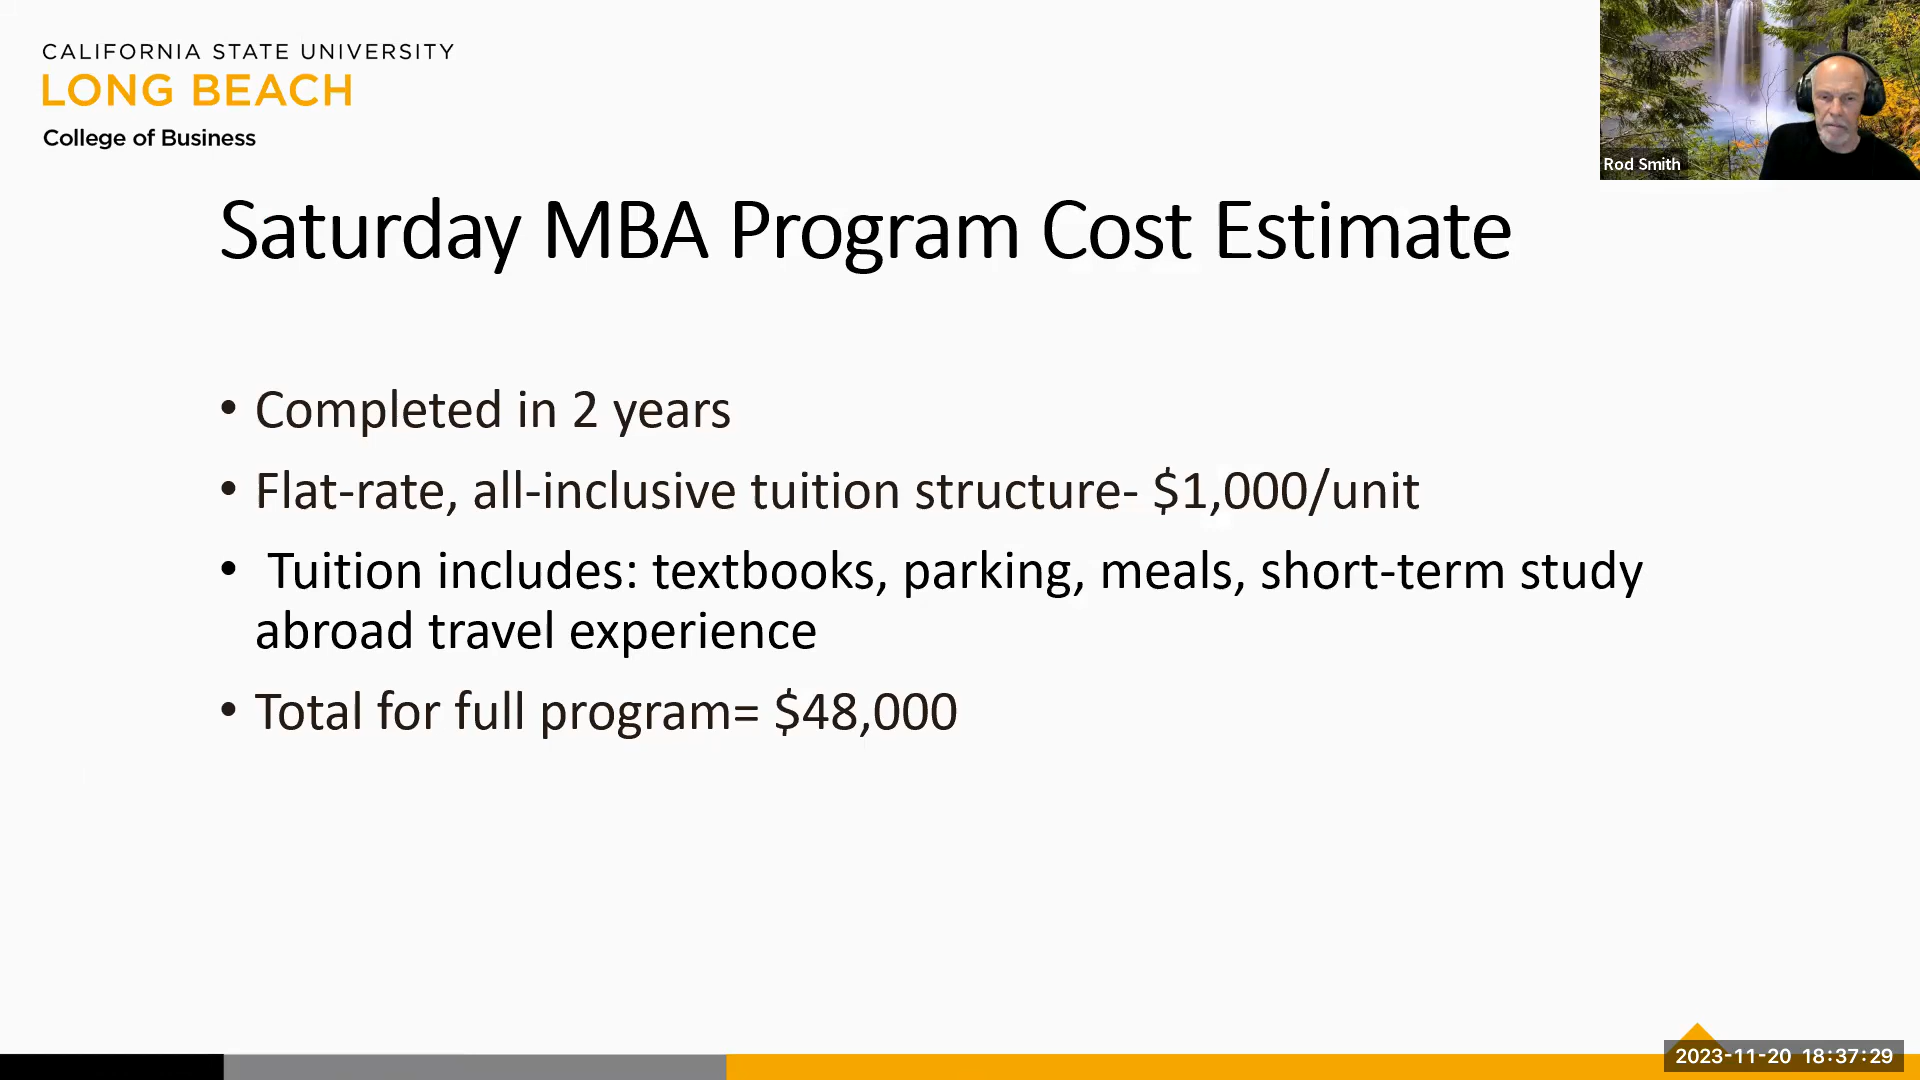 CALIFORNIA STATE UNIVERSITY
LONG BEACH
College of Business
Rod Smith
Saturday MBA Program Cost Estimate
• Completed in 2 years
• Flat-rate, all-inclusive tuition structure- $1,000/unit
• Tuition includes: textbooks, parking, meals, short-term study
abroad travel experience
• Total for full program= $48,000
2023-11-20 18:37:29